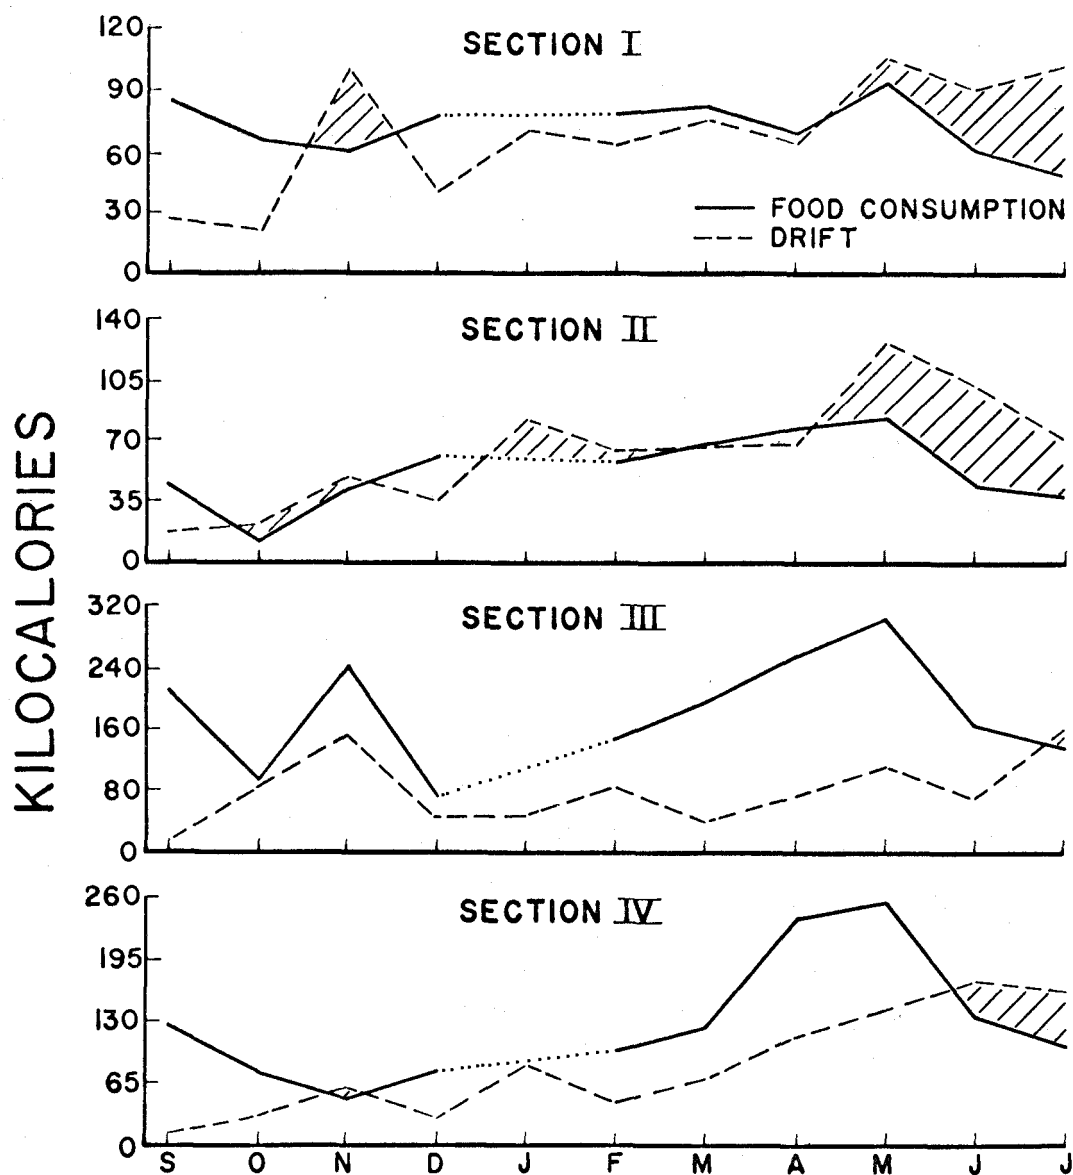 120
SECTION I
90
60
30
FOOD CONSUMPTION
DRIFT
0
140
SECTION II
105
70
35
0
KILOCALORIES
320
SECTION III
240
160
80
0
260
SECTION IV
195
130
65
0
S O N D J F M A M J J